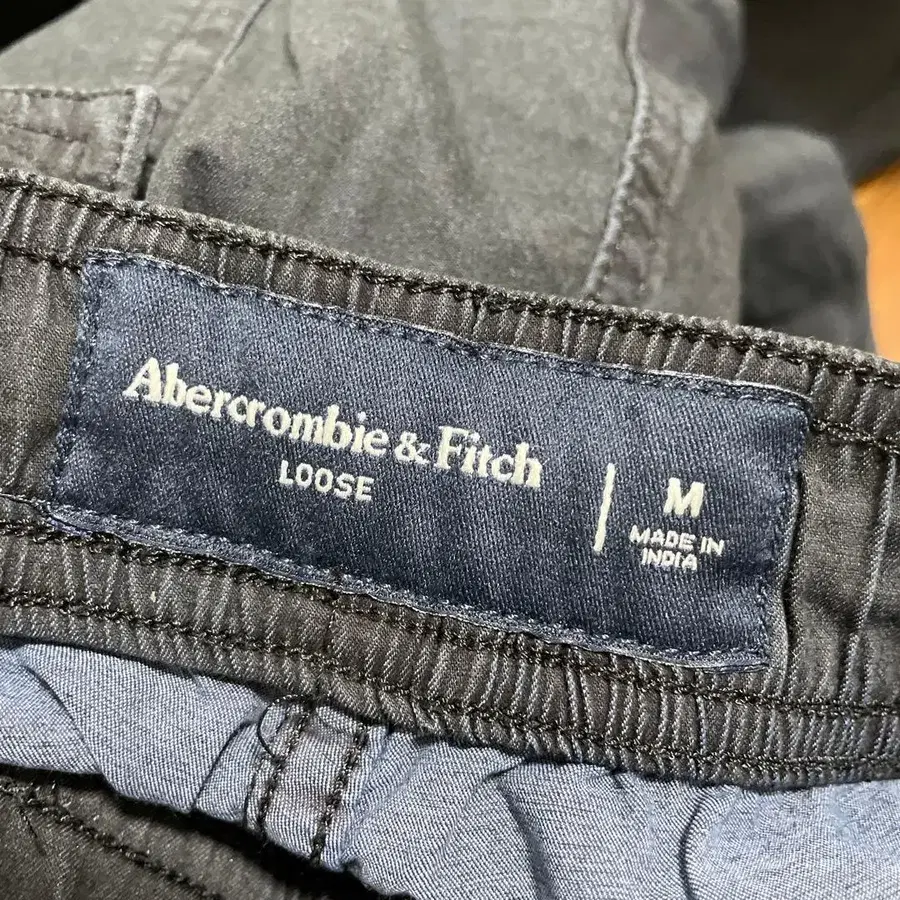 Abercrombie & Fitch
LOOSE
M
MADE IN
INDIA